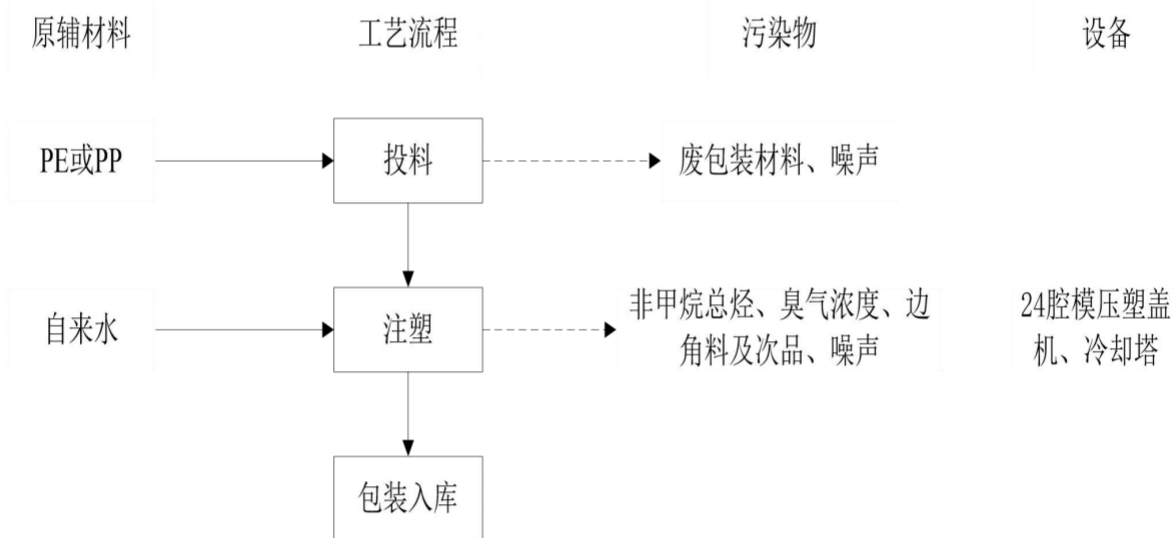 原辅材料
工艺流程
污染物
设备
PE或PP
投料
废包装材料、噪声
自来水
注塑
非甲烷总烃、臭气浓度、边
角料及次品、噪声
24腔模压塑盖
机、冷却塔
包装入库